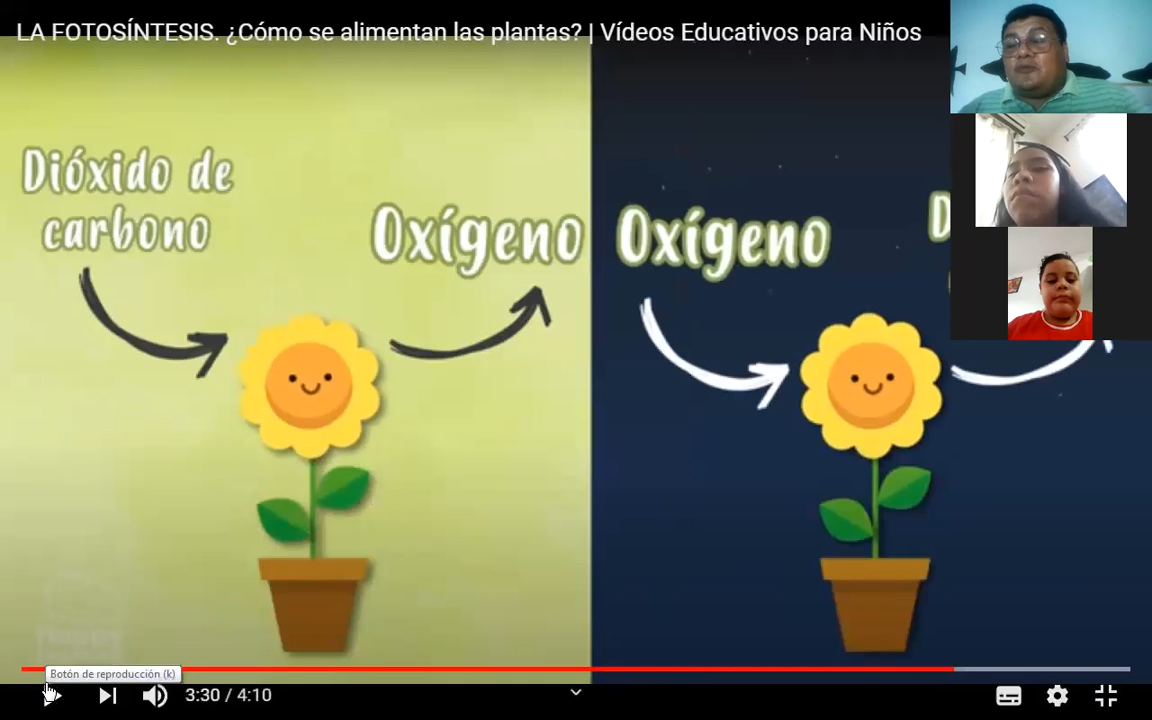 LA FOTOSÍNTESIS. ¿Cómo se alimentan las plantas? | Vídeos Educativos para Niños
Dióxido de
carbono
Oxígeno
Oxígeno
D
Botón de reproducción (k)
3:30 / 4:10